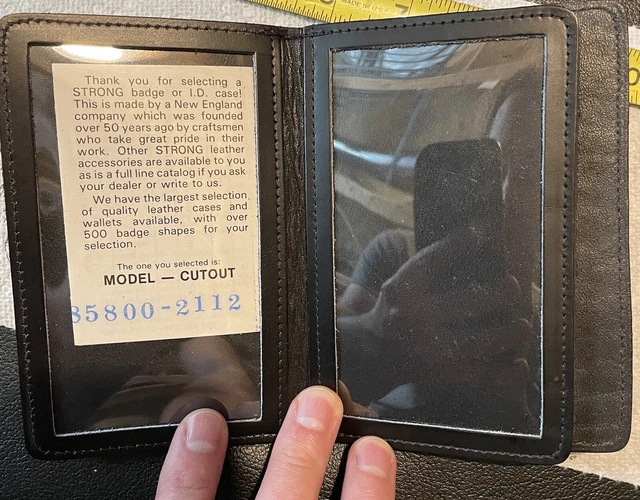 Thank you for selecting a
STRONG badge or I.D. case!
This is made by a New England
company which was founded
over 50 years ago by craftsmen
who take great pride in their
work. Other STRONG leather
accessories are available to you
as is a full line catalog if you ask
your dealer or write to us.
We have the largest selection
of quality leather cases and
wallets available, with over
500 badge shapes for your
selection.
The one you selected is:
MODEL — CUTOUT
85800-2112
MADE IN U.S.A.
7